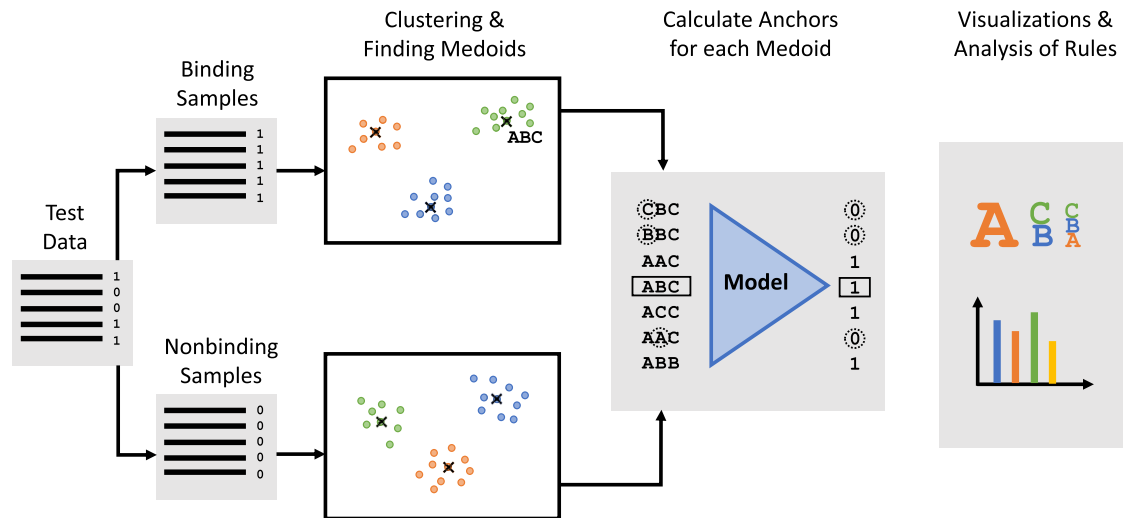 Clustering &
Finding Medoids
Calculate Anchors
for each Medoid
Visualizations &
Analysis of Rules
Binding
Samples
1
1
1
1
1
ABC
Test
Data
1
0
0
1
1
Nonbinding
Samples
0
0
0
0
0
CBC 0
BBC 0
AAC 1
ABC 1
ACC 1
AAC 0
ABB 1
Model
A C B C B A